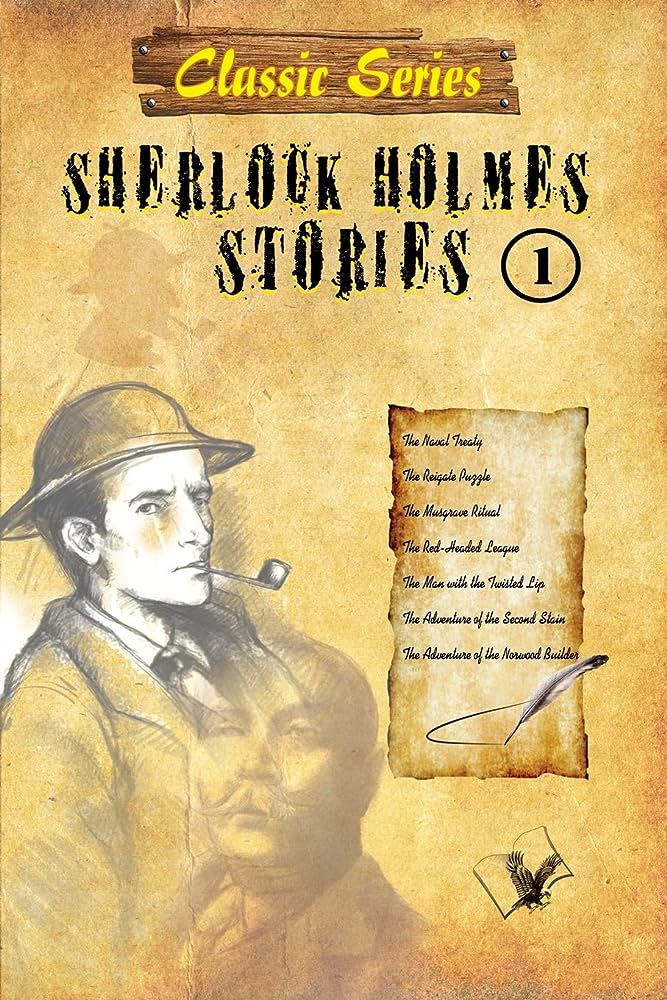 Classic Series
SHERLOCK HOLMES
STORIES 1
The Naval Treaty
The Reigate Puzzle
The Musgrave Ritual
The Red-Headed League
The Man with the Twisted Lip
The Adventure of the Second Stain
The Adventure of the Norwood Builder